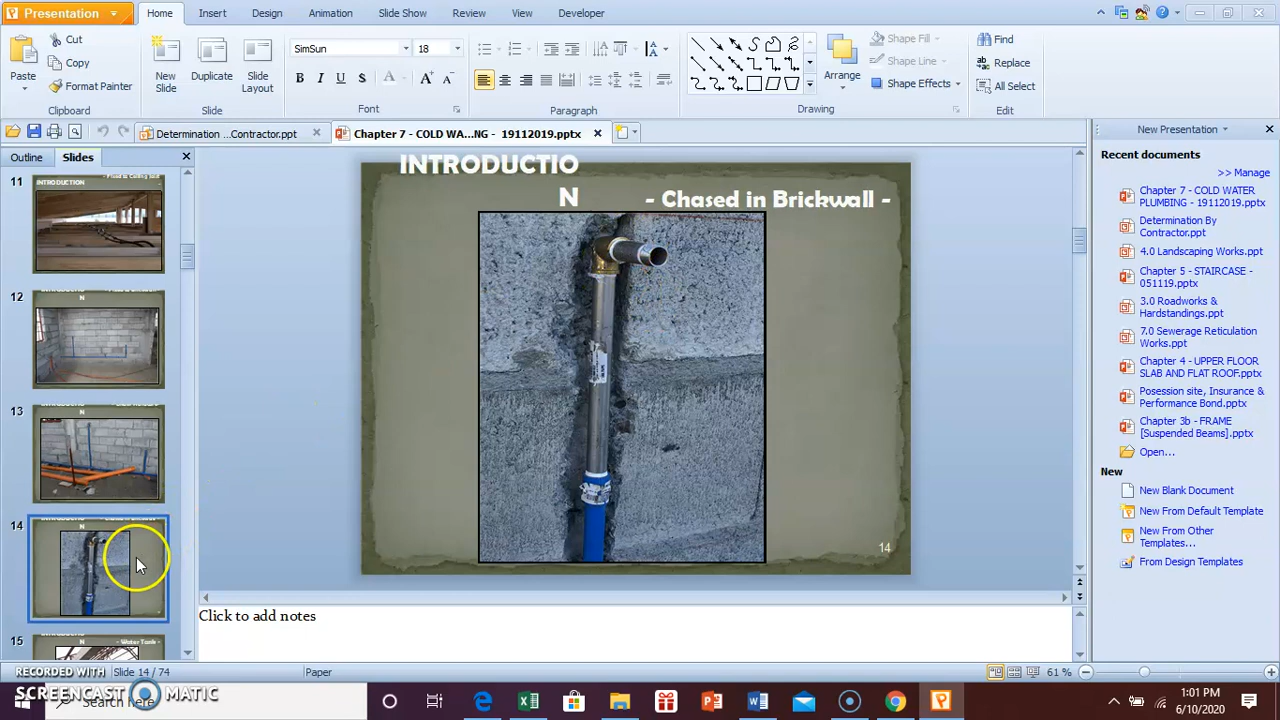 Presentation
Home
Insert
Design
Animation
Slide Show
Review
View
Developer
Paste
Cut
Copy
Format Painter
Clipboard
New
Slide
Duplicate
Slide
Layout
Slide
SimSun
18
B I U S A A A
Font
Paragraph
Arrange
Shape Fill
Shape Line
Shape Effects
Drawing
Find
Replace
All Select
Edit
Determination ...Contractor.ppt
Chapter 7 - COLD WA...NG - 19112019.pptx
New Presentation
Outline
Slides
11
INTRODUCTION
12
13
14
15
- Water Tank -
INTRODUCTIO
N
- Chased in Brickwall -
14
Click to add notes
Recent documents
>> Manage
Chapter 7 - COLD WATER
PLUMBING - 19112019.pptx
Determination By
Contractor.ppt
4.0 Landscaping Works.ppt
Chapter 5 - STAIRCASE -
051119.pptx
3.0 Roadworks &
Hardstandings.ppt
7.0 Sewerage Reticulation
Works.ppt
Chapter 4 - UPPER FLOOR
SLAB AND FLAT ROOF.pptx
Posession site, Insurance &
Performance Bond.ppt
Chapter 3b - FRAME
[Suspended Beams].pptx
Open...
New
New Blank Document
New From Default Template
New From Other
Templates...
From Design Templates
Slide 14 / 74
Paper
61 %
RECORDED WITH
SCREENCAST MATIC
Search here
1:01 PM
6/10/2020